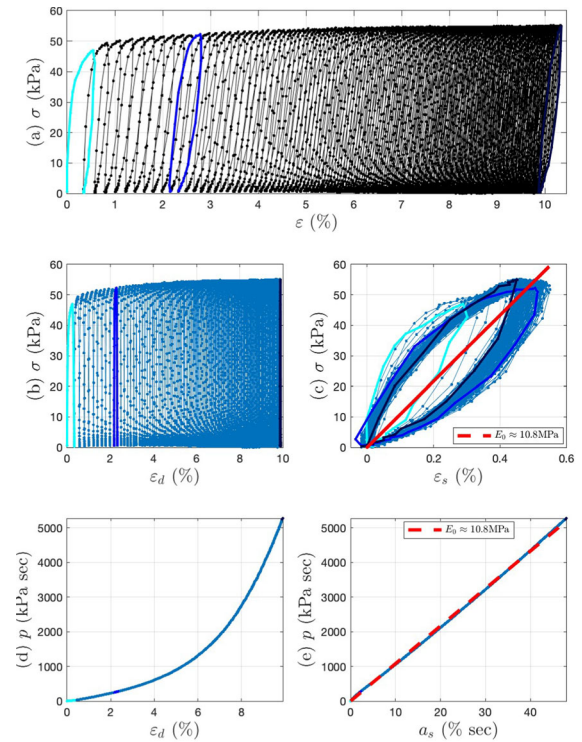 60
50
40
30
20
10
0
(a) σ (kPa)
0 1 2 3 4 5 6 7 8 9 10
ε (%)
60
50
40
30
20
10
0
(b) σ (kPa)
0 2 4 6 8 10
ε_d (%)
60
50
40
30
20
10
0
(c) σ (kPa)
E₀ ≈ 10.8MPa
0 0.2 0.4 0.6
ε_s (%)
5000
4000
3000
2000
1000
0
(d) p (kPa sec)
0 2 4 6 8
ε_d (%)
5000
4000
3000
2000
1000
0
(e) p (kPa sec)
E₀ ≈ 10.8MPa
0 10 20 30 40
a_s (% sec)